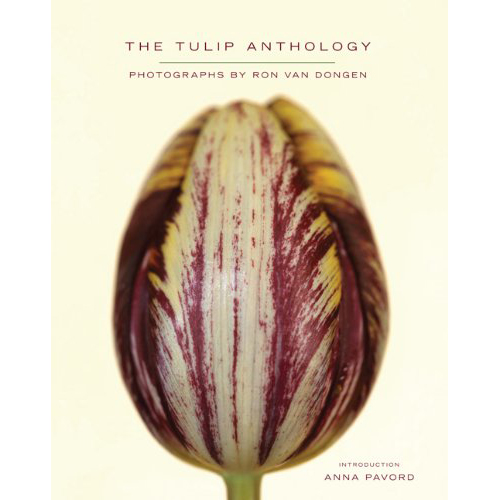 THE TULIP ANTHOLOGY
PHOTOGRAPHS BY RON VAN DONGEN
INTRODUCTION
ANNA PAVORD